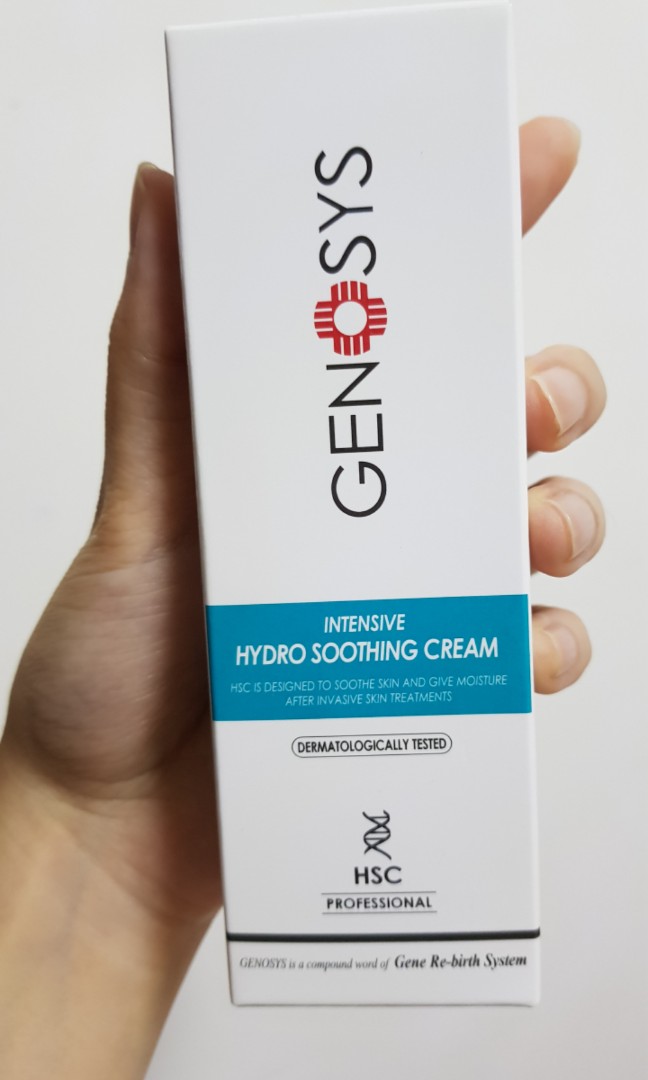 GENOSYS
INTENSIVE
HYDRO SOOTHING CREAM
HSC IS DESIGNED TO SOOTHE SKIN AND GIVE MOISTURE
AFTER INVASIVE SKIN TREATMENTS
DERMATOLOGICALLY TESTED
HSC
PROFESSIONAL
GENOSYS is a compound word of Gene Re-birth System